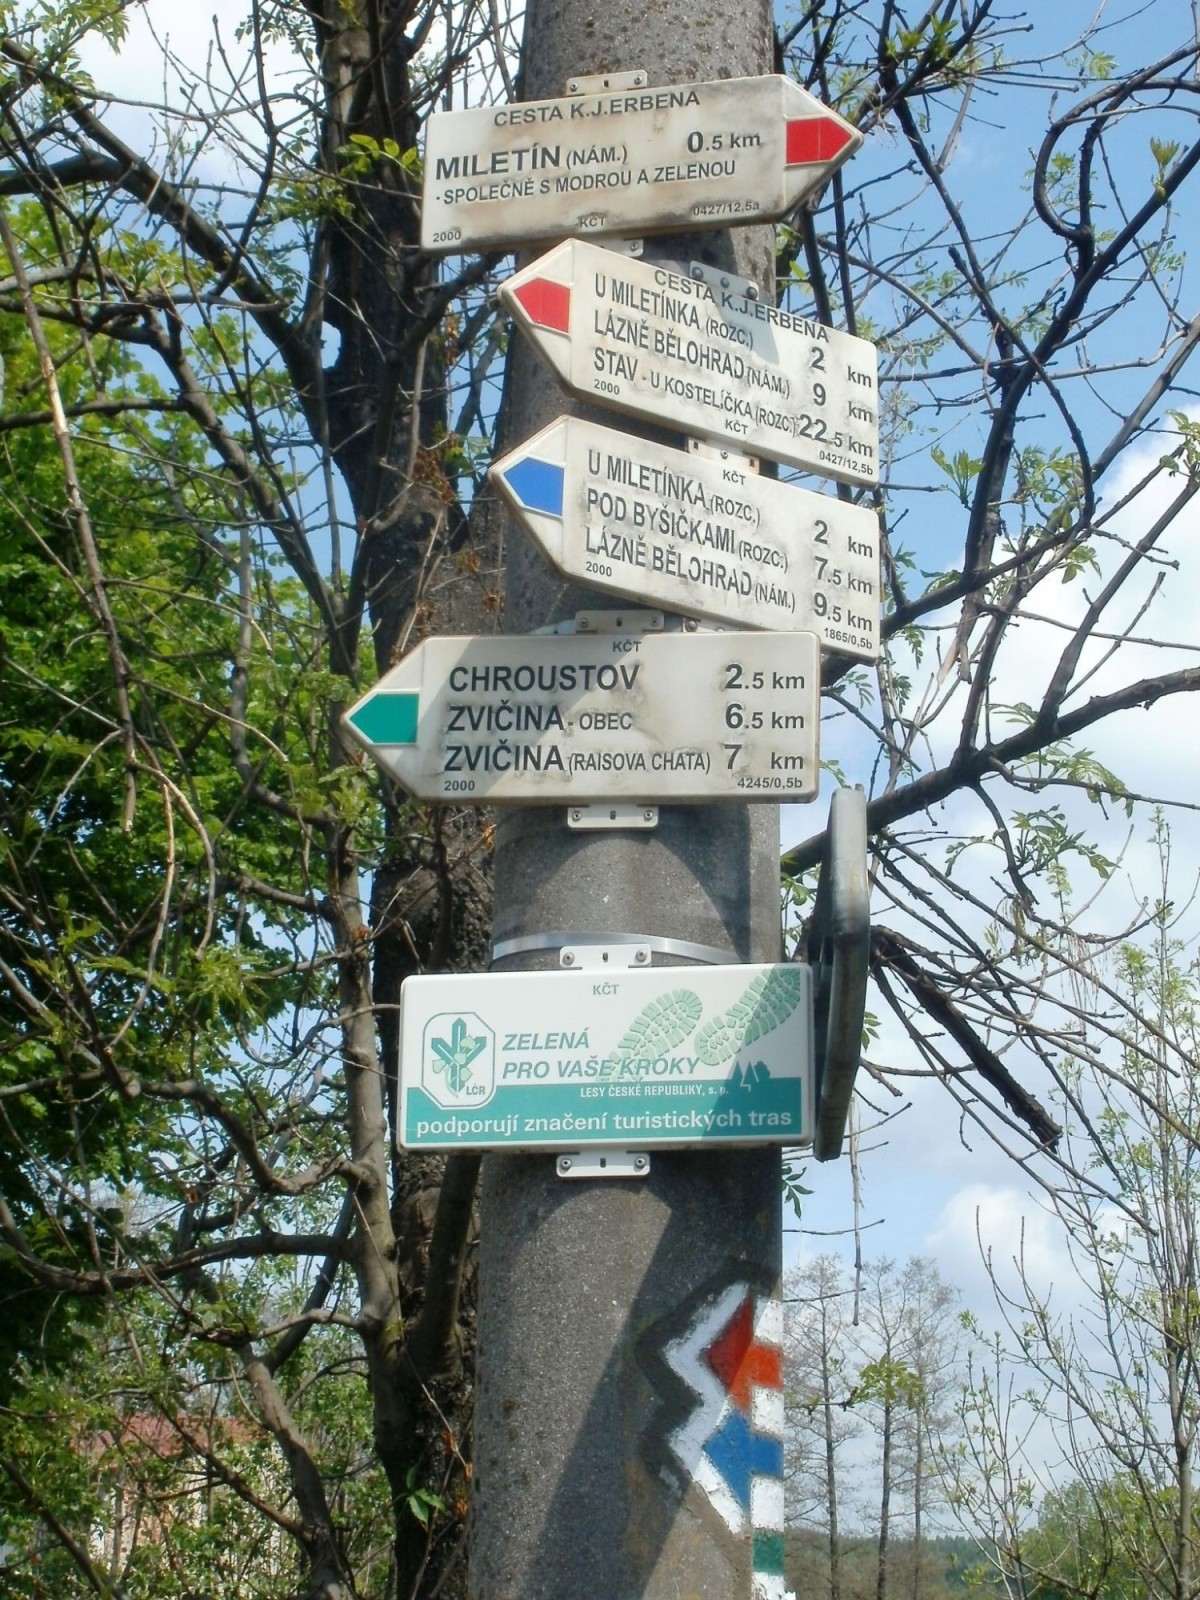 CESTA K.J.ERBENA
MILETÍN (NÁM.) 0.5 km
- SPOLEČNĚ S MODROU A ZELENOU
2000 KČT 0427/12,5a
CESTA K.J.ERBENA
U MILETÍNKA (ROZC.) 2 km
LÁZNĚ BĚLOHRAD (NÁM.) 9 km
STAV - U KOSTELÍČKA (ROZC.) 22.5 km
2000 KČT 0427/12,5b
KČT
U MILETÍNKA (ROZC.) 2 km
POD BYŠIČKAMI (ROZC.) 7.5 km
LÁZNĚ BĚLOHRAD (NÁM.) 9.5 km
2000 1865/0,5b
KČT
CHROUSTOV 2.5 km
ZVIČINA - OBEC 6.5 km
ZVIČINA (RAISOVA CHATA) 7 km
2000 4245/0,5b
KČT
ZELENÁ
PRO VAŠE KROKY
LČR
LESY ČESKÉ REPUBLIKY, s. p.
podporují značení turistických tras